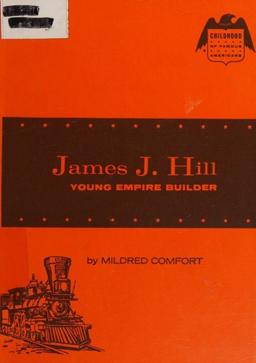 CHILDHOOD
OF FAMOUS
AMERICANS
James J. Hill
YOUNG EMPIRE BUILDER
by MILDRED COMFORT